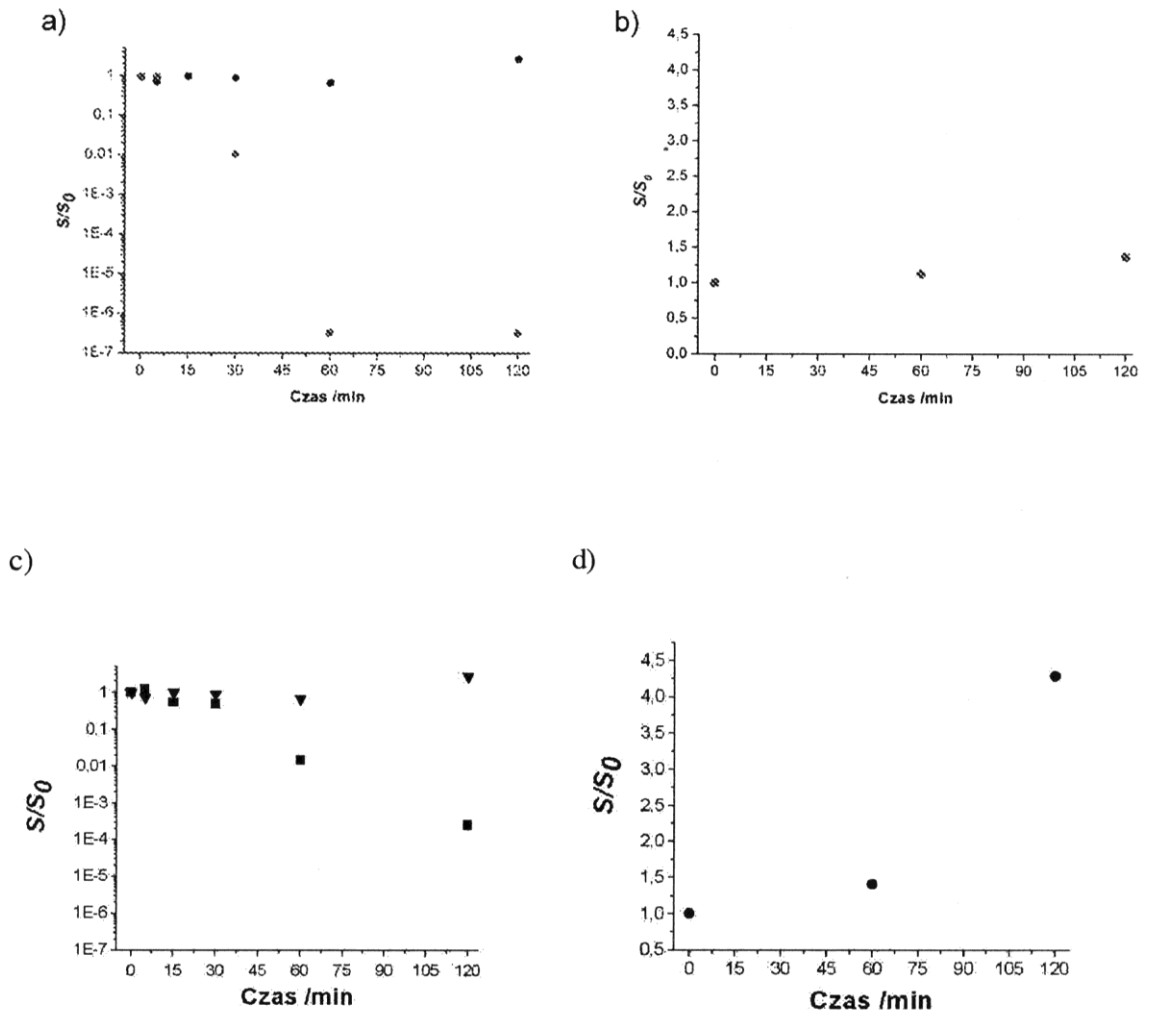 a)
1
0,1
0,01
1E-3
1E-4
1E-5
1E-6
1E-7
S/S0
0 15 30 45 60 75 90 105 120
Czas /min
b)
4,5
4,0
3,5
3.0
2,5
2,0
1,5
1,0
0,5
0,0
S/S0
0 15 30 45 60 75 90 105 120
Czas /min
c)
1
0,1
0,01
1E-3
1E-4
1E-5
1E-6
1E-7
S/S0
0 15 30 45 60 75 90 105 120
Czas /min
d)
4,5
4,0
3,5
3,0
2,5
2,0
1,5
1,0
0,5
S/S0
0 15 30 45 60 75 90 105 120
Czas /min